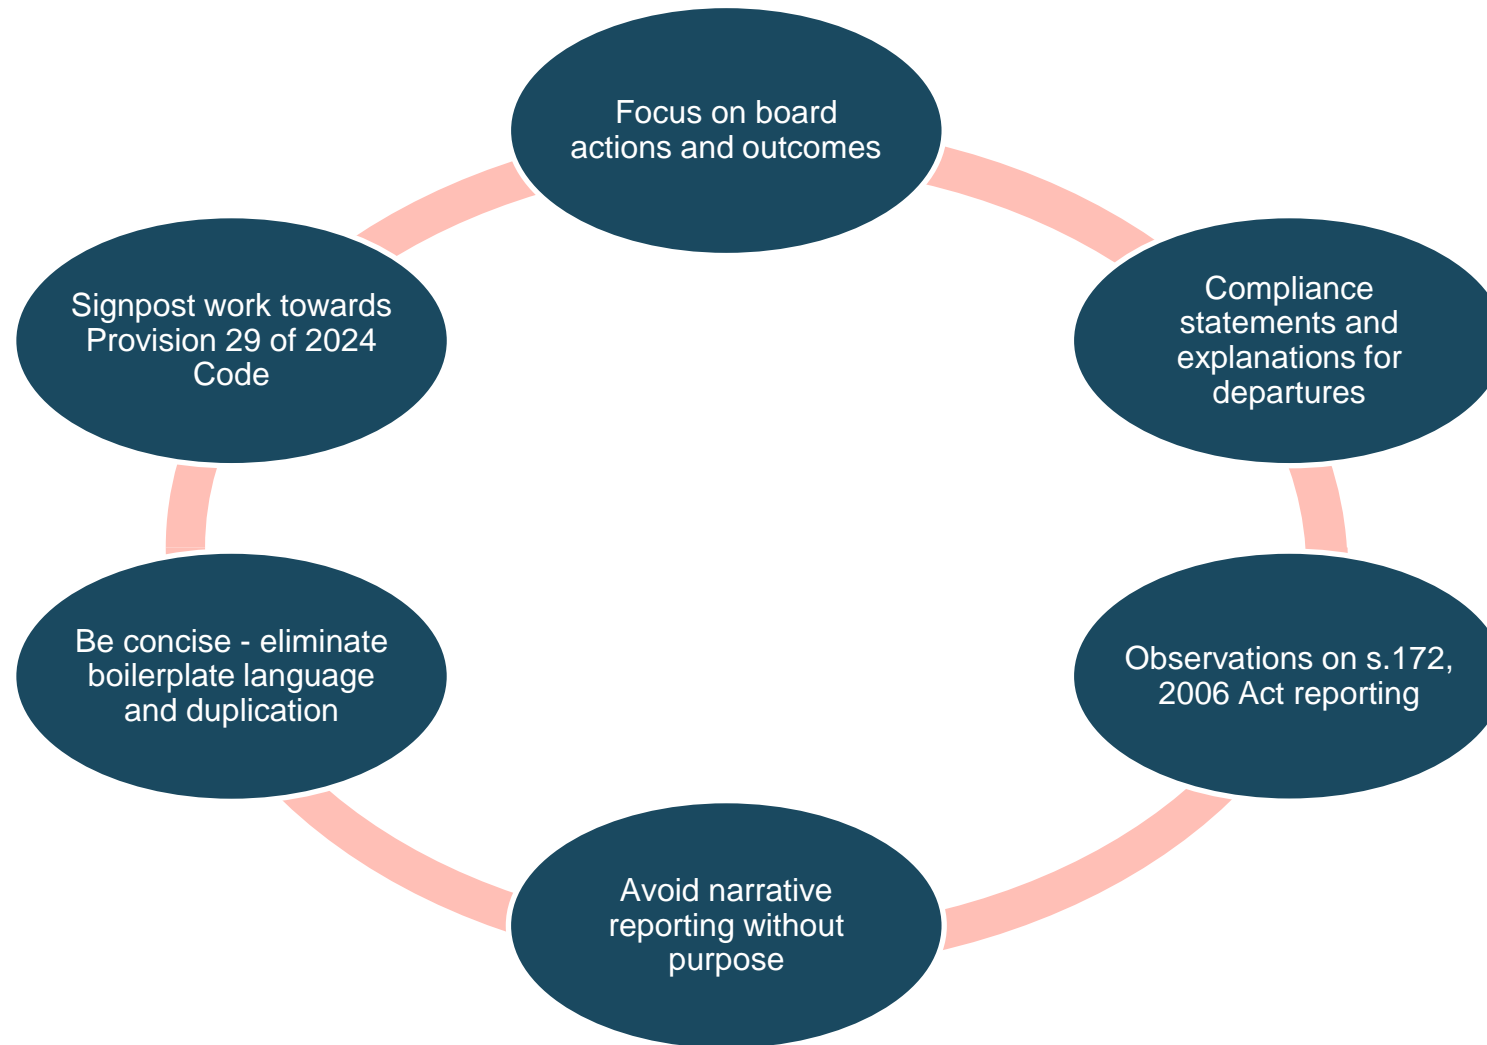 Focus on board
actions and outcomes
Compliance
statements and
explanations for
departures
Observations on s.172,
2006 Act reporting
Avoid narrative
reporting without
purpose
Be concise - eliminate
boilerplate language
and duplication
Signpost work towards
Provision 29 of 2024
Code